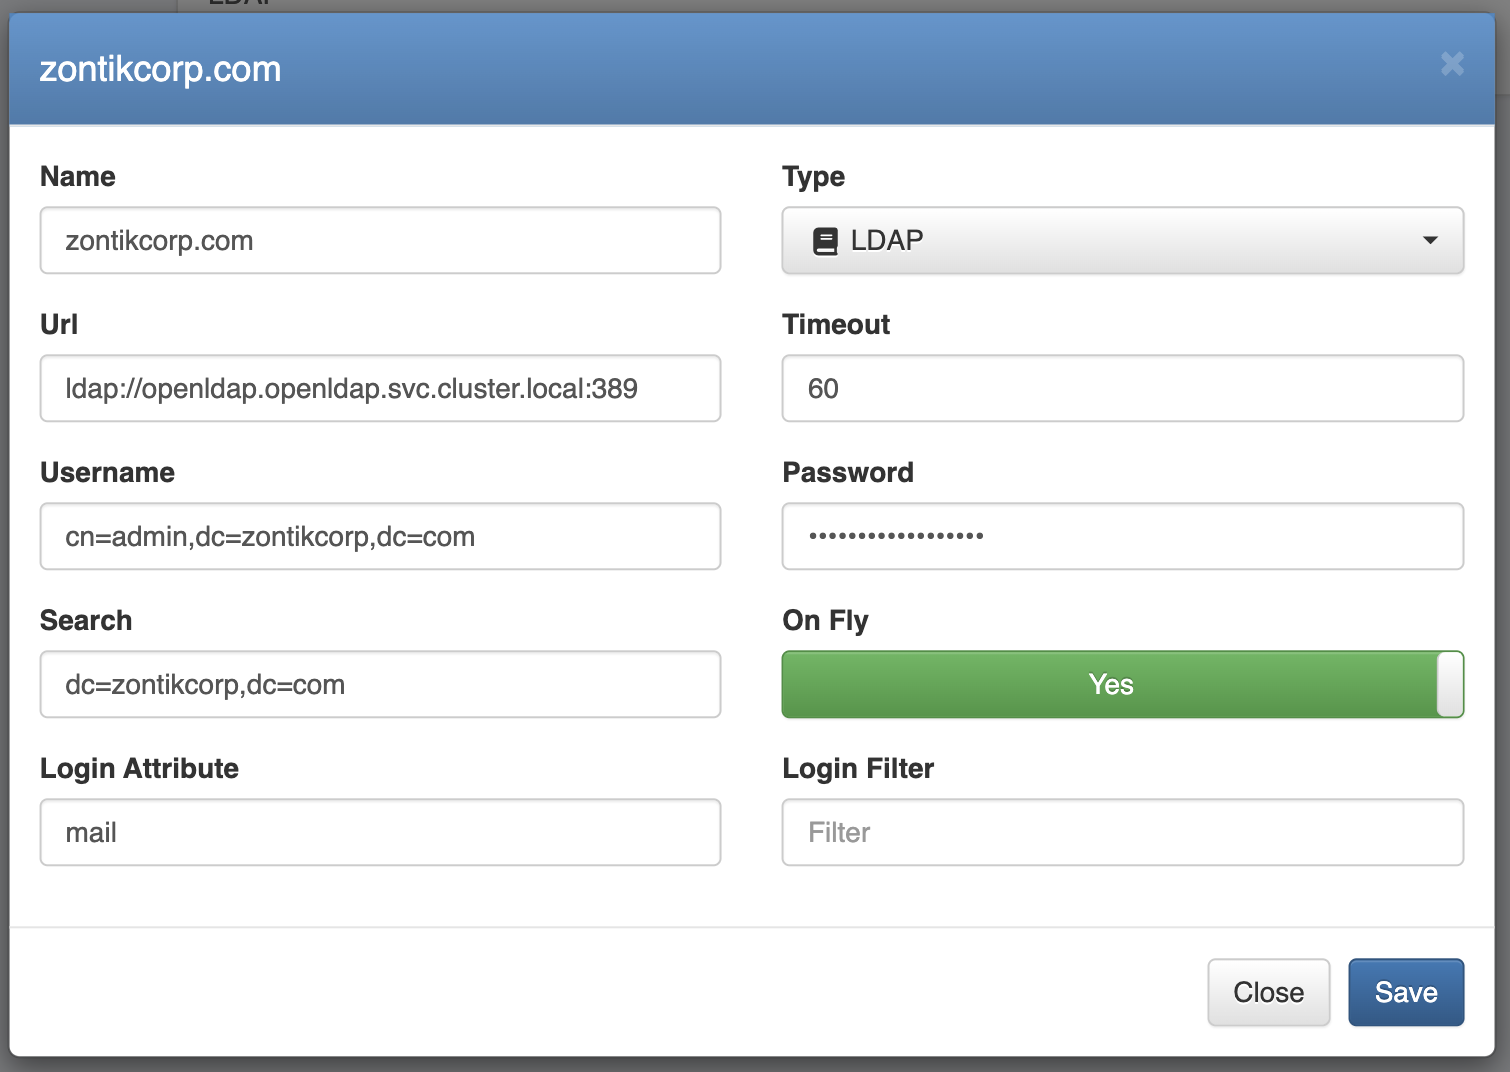 LDAP
zontikcorp.com
Name
Type
zontikcorp.com
LDAP
Url
Timeout
ldap://openldap.openldap.svc.cluster.local:389
60
Username
Password
cn=admin,dc=zontikcorp,dc=com
••••••••••••••••••
Search
On Fly
dc=zontikcorp,dc=com
Yes
Login Attribute
Login Filter
mail
Filter
Close
Save